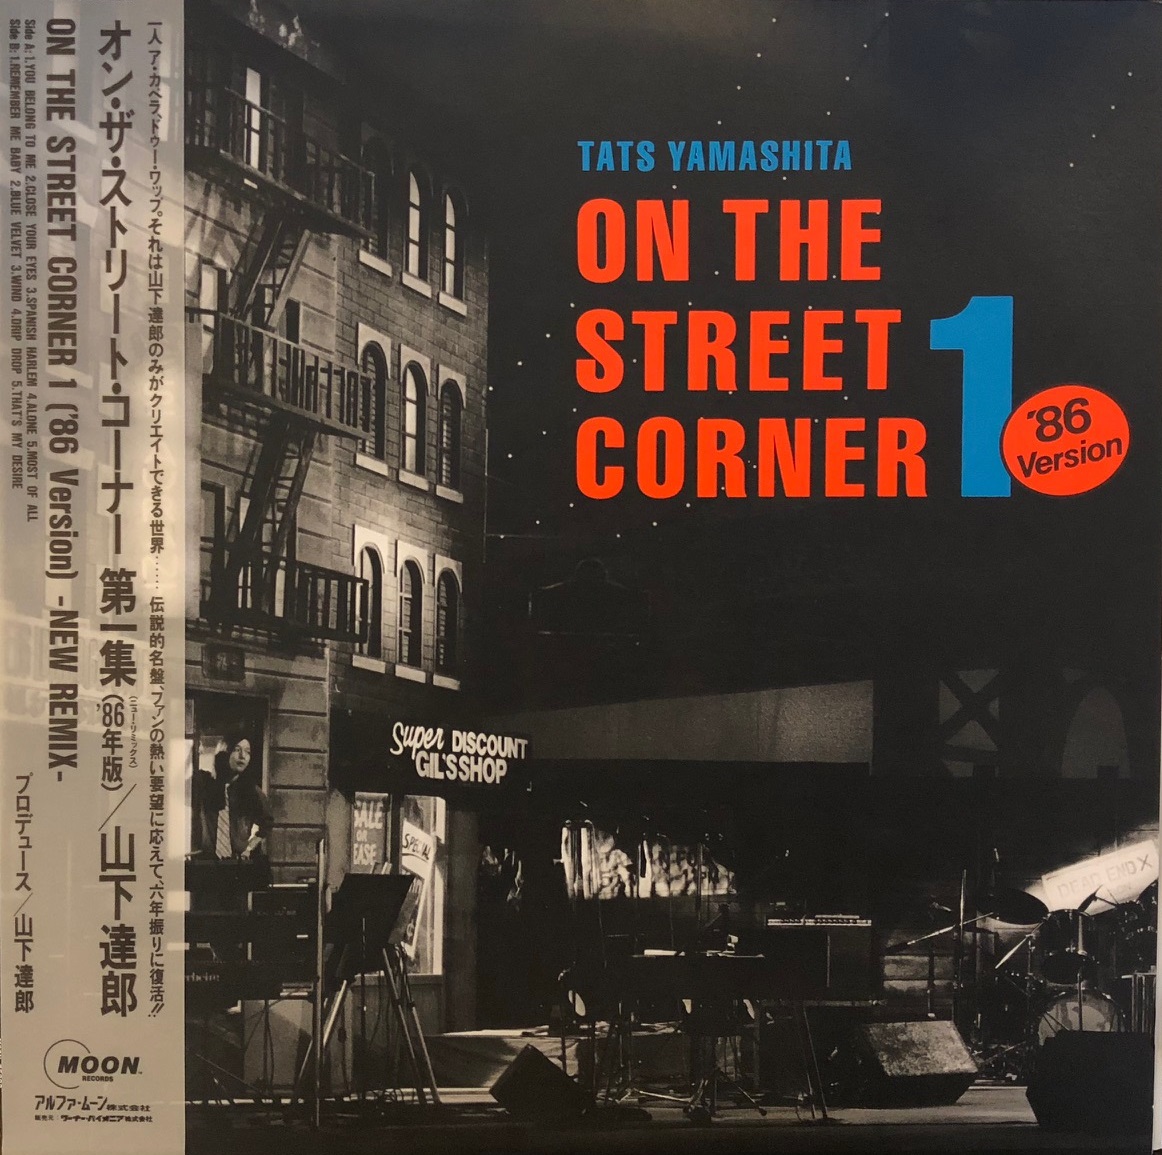 TATS YAMASHITA
ON THE
STREET
CORNER 1
'86
Version
一人ア・カペラ、ドゥー・ワップ。それは山下達郎のみがクリエイトできる世界……伝説的名盤、ファンの熱い要望に応えて、六年振りに復活!!
オン・ザ・ストリート・コーナー 第一集('86年版)／山下達郎
(ニュー・リミックス)
ON THE STREET CORNER 1 ('86 Version) -NEW REMIX-
Side A: 1.YOU BELONG TO ME 2.CLOSE YOUR EYES 3.SPANISH HARLEM 4.ALONE 5.MOST OF ALL
Side B: 1.REMEMBER ME BABY 2.BLUE VELVET 3.WIND 4.DRIP DROP 5.THAT'S MY DESIRE
プロデュース／山下達郎
MOON
RECORDS
アルファ・ムーン株式会社
販売元 ワーナー・パイオニア株式会社
Super DISCOUNT
GIL'S SHOP
SALE
OR
EASE
SPECIAL
DEAD END X